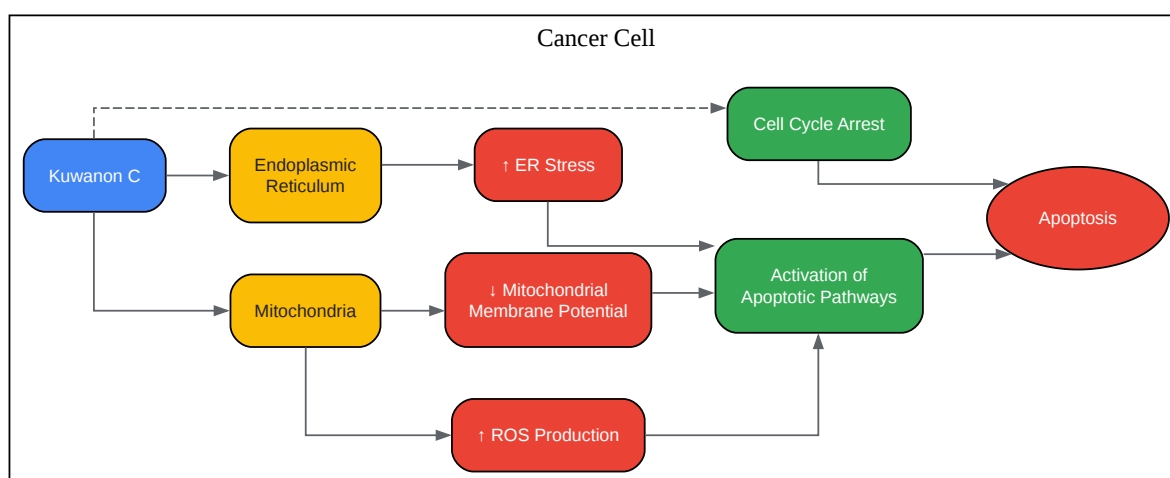 Cancer Cell
Cell Cycle Arrest
Kuwanon C
Endoplasmic
Reticulum
↑ ER Stress
Apoptosis
Mitochondria
↓ Mitochondrial
Membrane Potential
Activation of
Apoptotic Pathways
↑ ROS Production